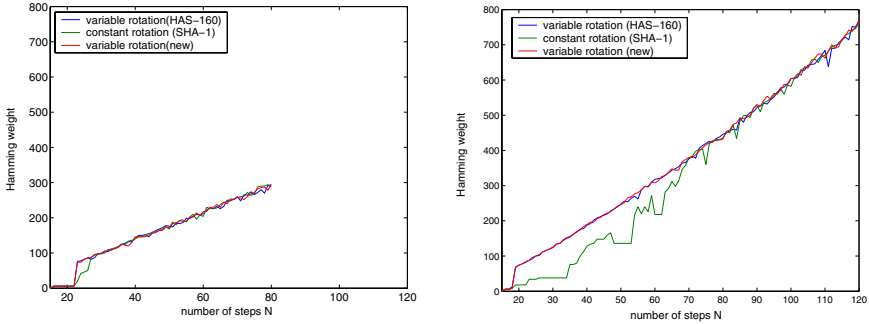 800
700
600
500
400
300
200
100
0
Hamming weight
variable rotation(HAS−160)
constant rotation (SHA−1)
variable rotation(new)
20 40 60 80 100 120
number of steps N
800
700
600
500
400
300
200
100
0
Hamming weight
variable rotation (HAS−160)
constant rotation (SHA−1)
variable rotation (new)
20 30 40 50 60 70 80 90 100 110 120
number of steps N